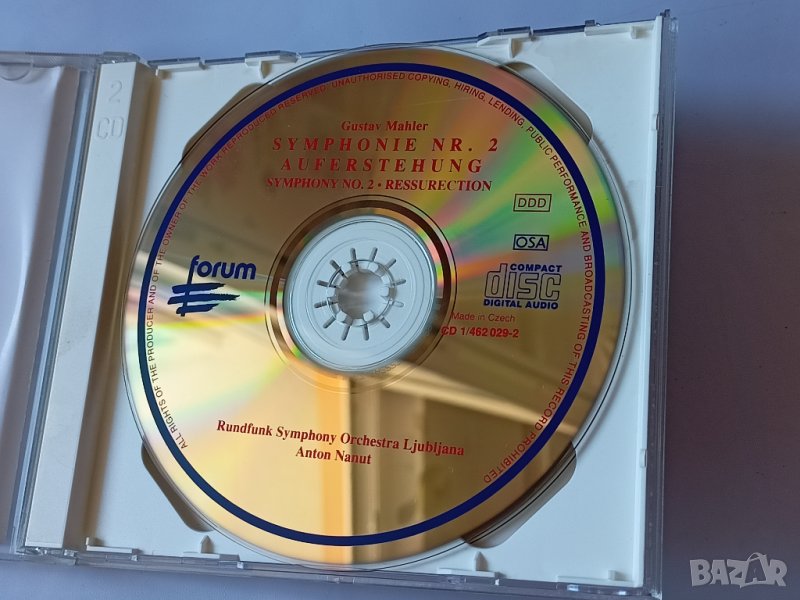 2
CD
ALL RIGHTS OF THE PRODUCER AND OF THE OWNER OF THE WORK REPRODUCED RESERVED. UNAUTHORISED COPYING, HIRING, LENDING, PUBLIC PERFORMANCE AND BROADCASTING OF THIS RECORD PROHIBITED
Gustav Mahler
SYMPHONIE NR. 2
AUFERSTEHUNG
SYMPHONY NO. 2 • RESSURECTION
DDD
OSA
forum
COMPACT
disc
DIGITAL AUDIO
Made in Czech
CD 1/462 029-2
Rundfunk Symphony Orchestra Ljubljana
Anton Nanut
BAZAR